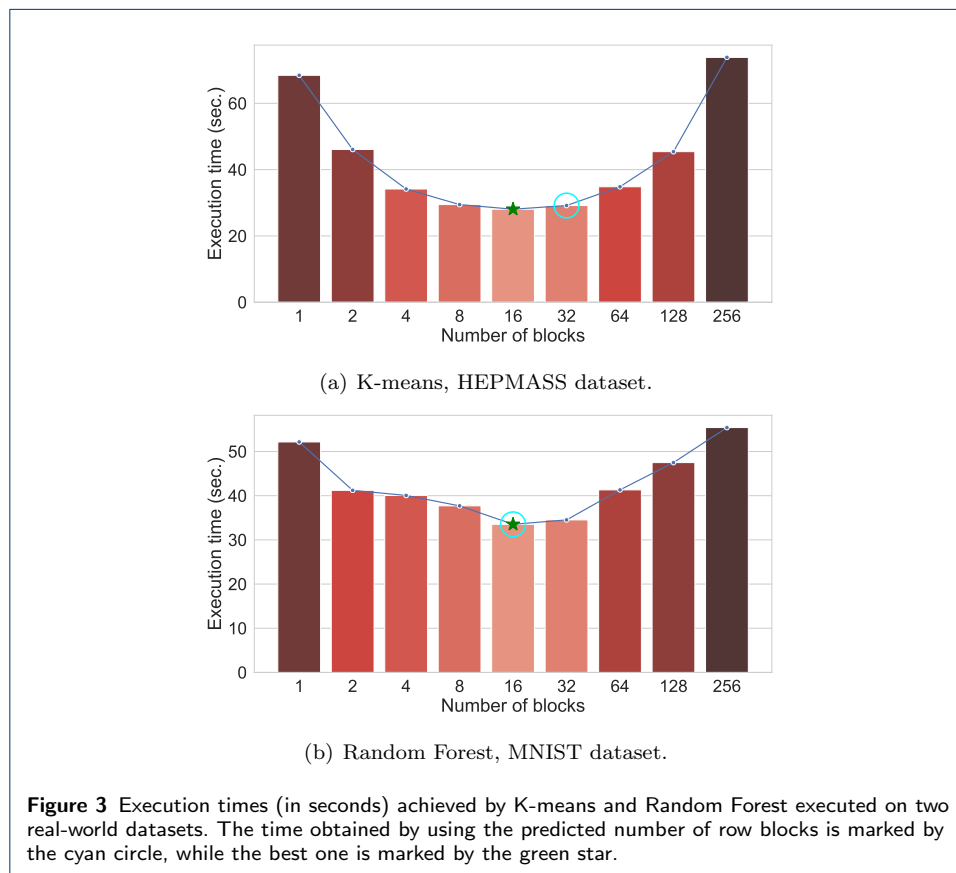 60
40
20
0
Execution time (sec.)
1 2 4 8 16 32 64 128 256
Number of blocks
(a) K-means, HEPMASS dataset.
50
40
30
20
10
0
Execution time (sec.)
1 2 4 8 16 32 64 128 256
Number of blocks
(b) Random Forest, MNIST dataset.
Figure 3 Execution times (in seconds) achieved by K-means and Random Forest executed on two
real-world datasets. The time obtained by using the predicted number of row blocks is marked by
the cyan circle, while the best one is marked by the green star.